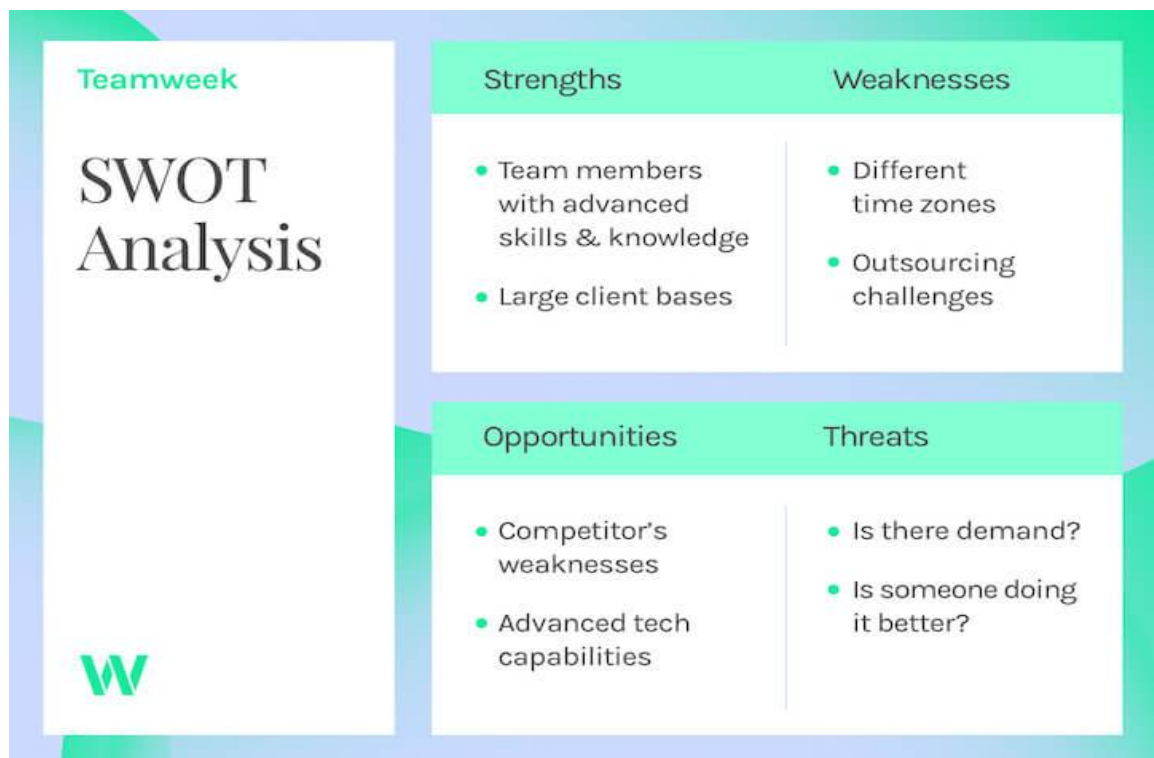 Teamweek
SWOT
Analysis
Strengths
Team members
with advanced
skills & knowledge
Large client bases
Weaknesses
Different
time zones
Outsourcing
challenges
Opportunities
Competitor’s
weaknesses
Advanced tech
capabilities
Threats
Is there demand?
Is someone doing
it better?
W